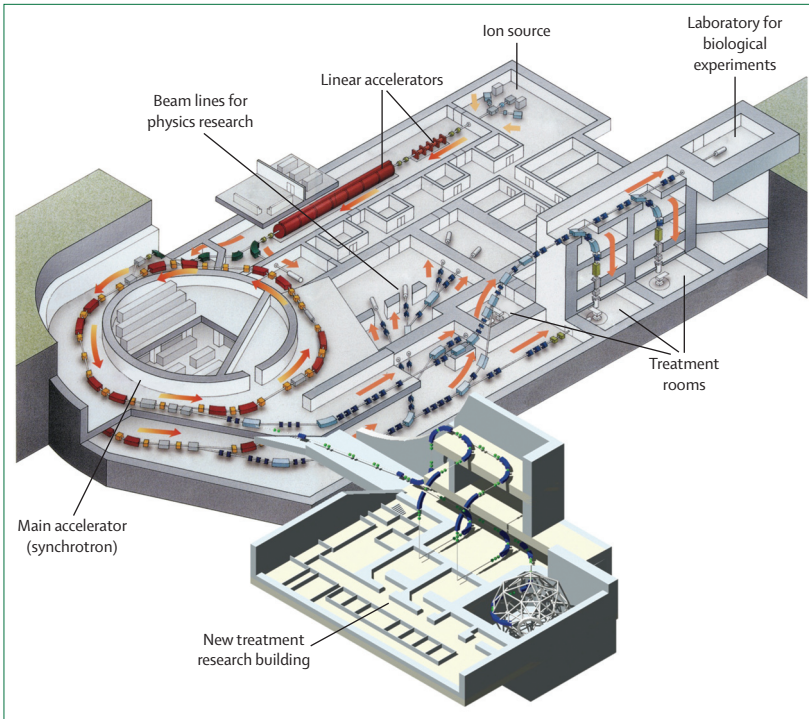 Ion source
Laboratory for
biological
experiments
Linear accelerators
Beam lines for
physics research
Treatment
rooms
Main accelerator
(synchrotron)
New treatment
research building